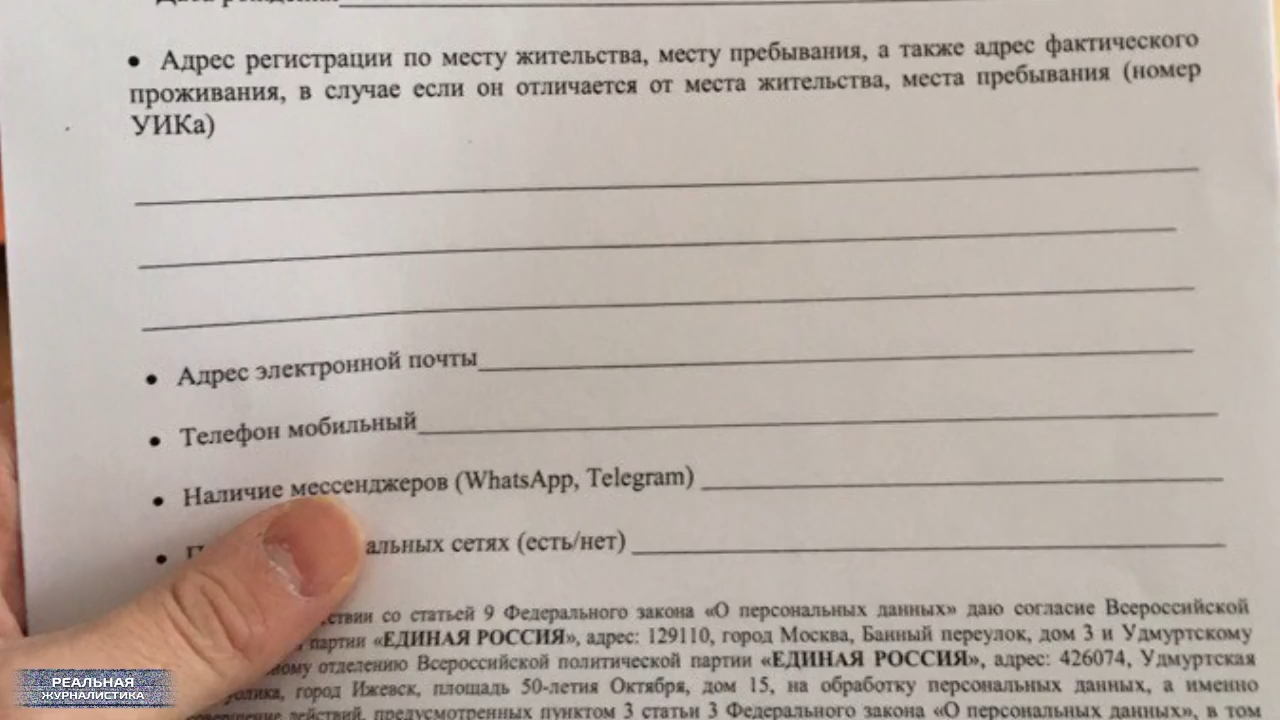 • Адрес регистрации по месту жительства, месту пребывания, а также адрес фактического
проживания, в случае если он отличается от места жительства, места пребывания (номер
УИКа)
• Адрес электронной почты
• Телефон мобильный
• Наличие мессенджеров (WhatsApp, Telegram)
• альных сетях (есть/нет)
ствии со статьей 9 Федерального закона «О персональных данных» даю согласие Всероссийской
партии «ЕДИНАЯ РОССИЯ», адрес: 129110, город Москва, Банный переулок, дом 3 и Удмуртскому
ному отделению Всероссийской политической партии «ЕДИНАЯ РОССИЯ», адрес: 426074, Удмуртская
город Ижевск, площадь 50-летия Октября, дом 15, на обработку персональных данных, а именно
действий, предусмотренных пунктом 3 статьи 3 Федерального закона «О персональных данных», в том
РЕАЛЬНАЯ
ЖУРНАЛИСТИКА